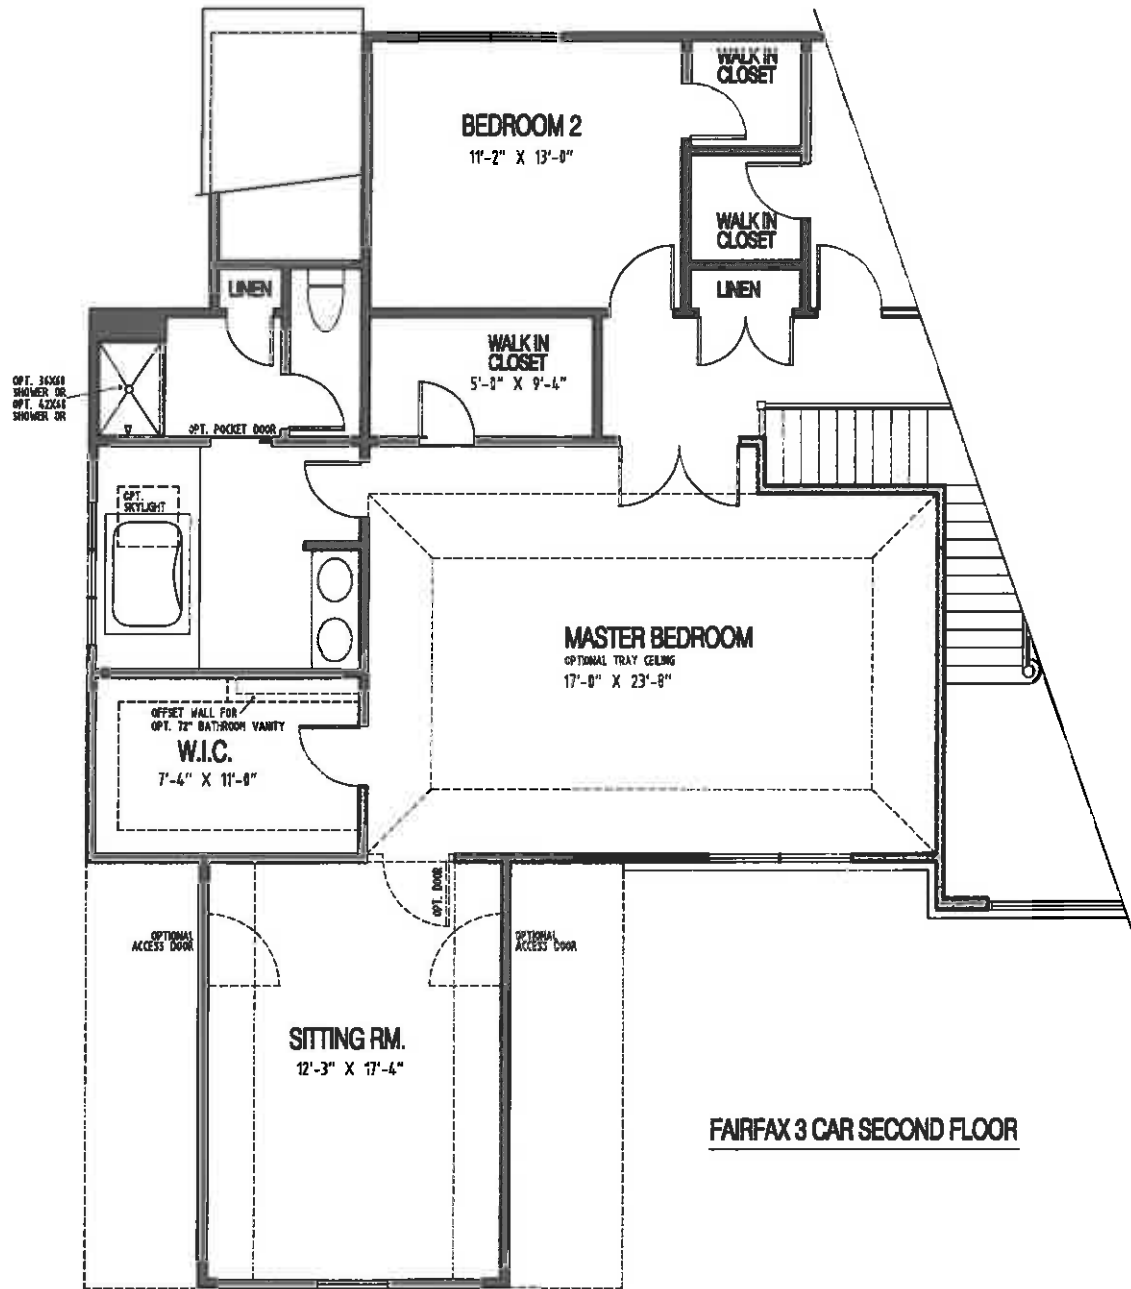 WALK IN
CLOSET
BEDROOM 2
11'-2" X 13'-0"
WALK IN
CLOSET
LINEN
LINEN
WALK IN
CLOSET
5'-0" X 9'-4"
OPT. 36X60
SHOWER OR
OPT. 42X60
SHOWER OR
OPT. POCKET DOOR
OPT.
SKYLIGHT
MASTER BEDROOM
OPTIONAL TRAY CEILING
17'-0" X 23'-8"
OFFSET WALL FOR
OPT. 72" BATHROOM VANITY
W.I.C.
7'-4" X 11'-0"
OPT. DOOR
OPTIONAL
ACCESS DOOR
OPTIONAL
ACCESS DOOR
SITTING RM.
12'-3" X 17'-4"
FAIRFAX 3 CAR SECOND FLOOR